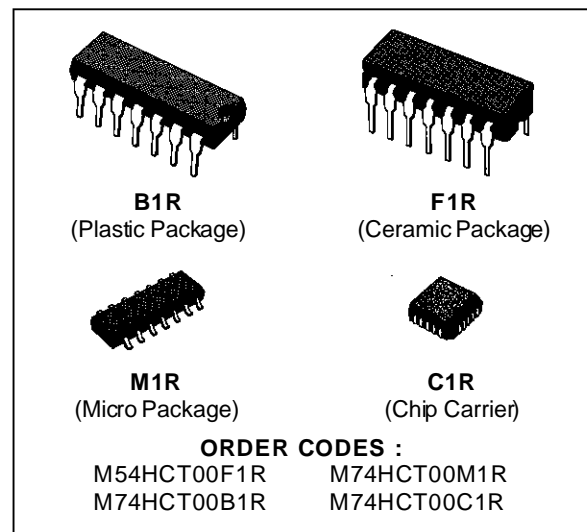 B1R
(Plastic Package)
F1R
(Ceramic Package)
M1R
(Micro Package)
C1R
(Chip Carrier)
ORDER CODES :
M54HCT00F1R M74HCT00M1R
M74HCT00B1R M74HCT00C1R